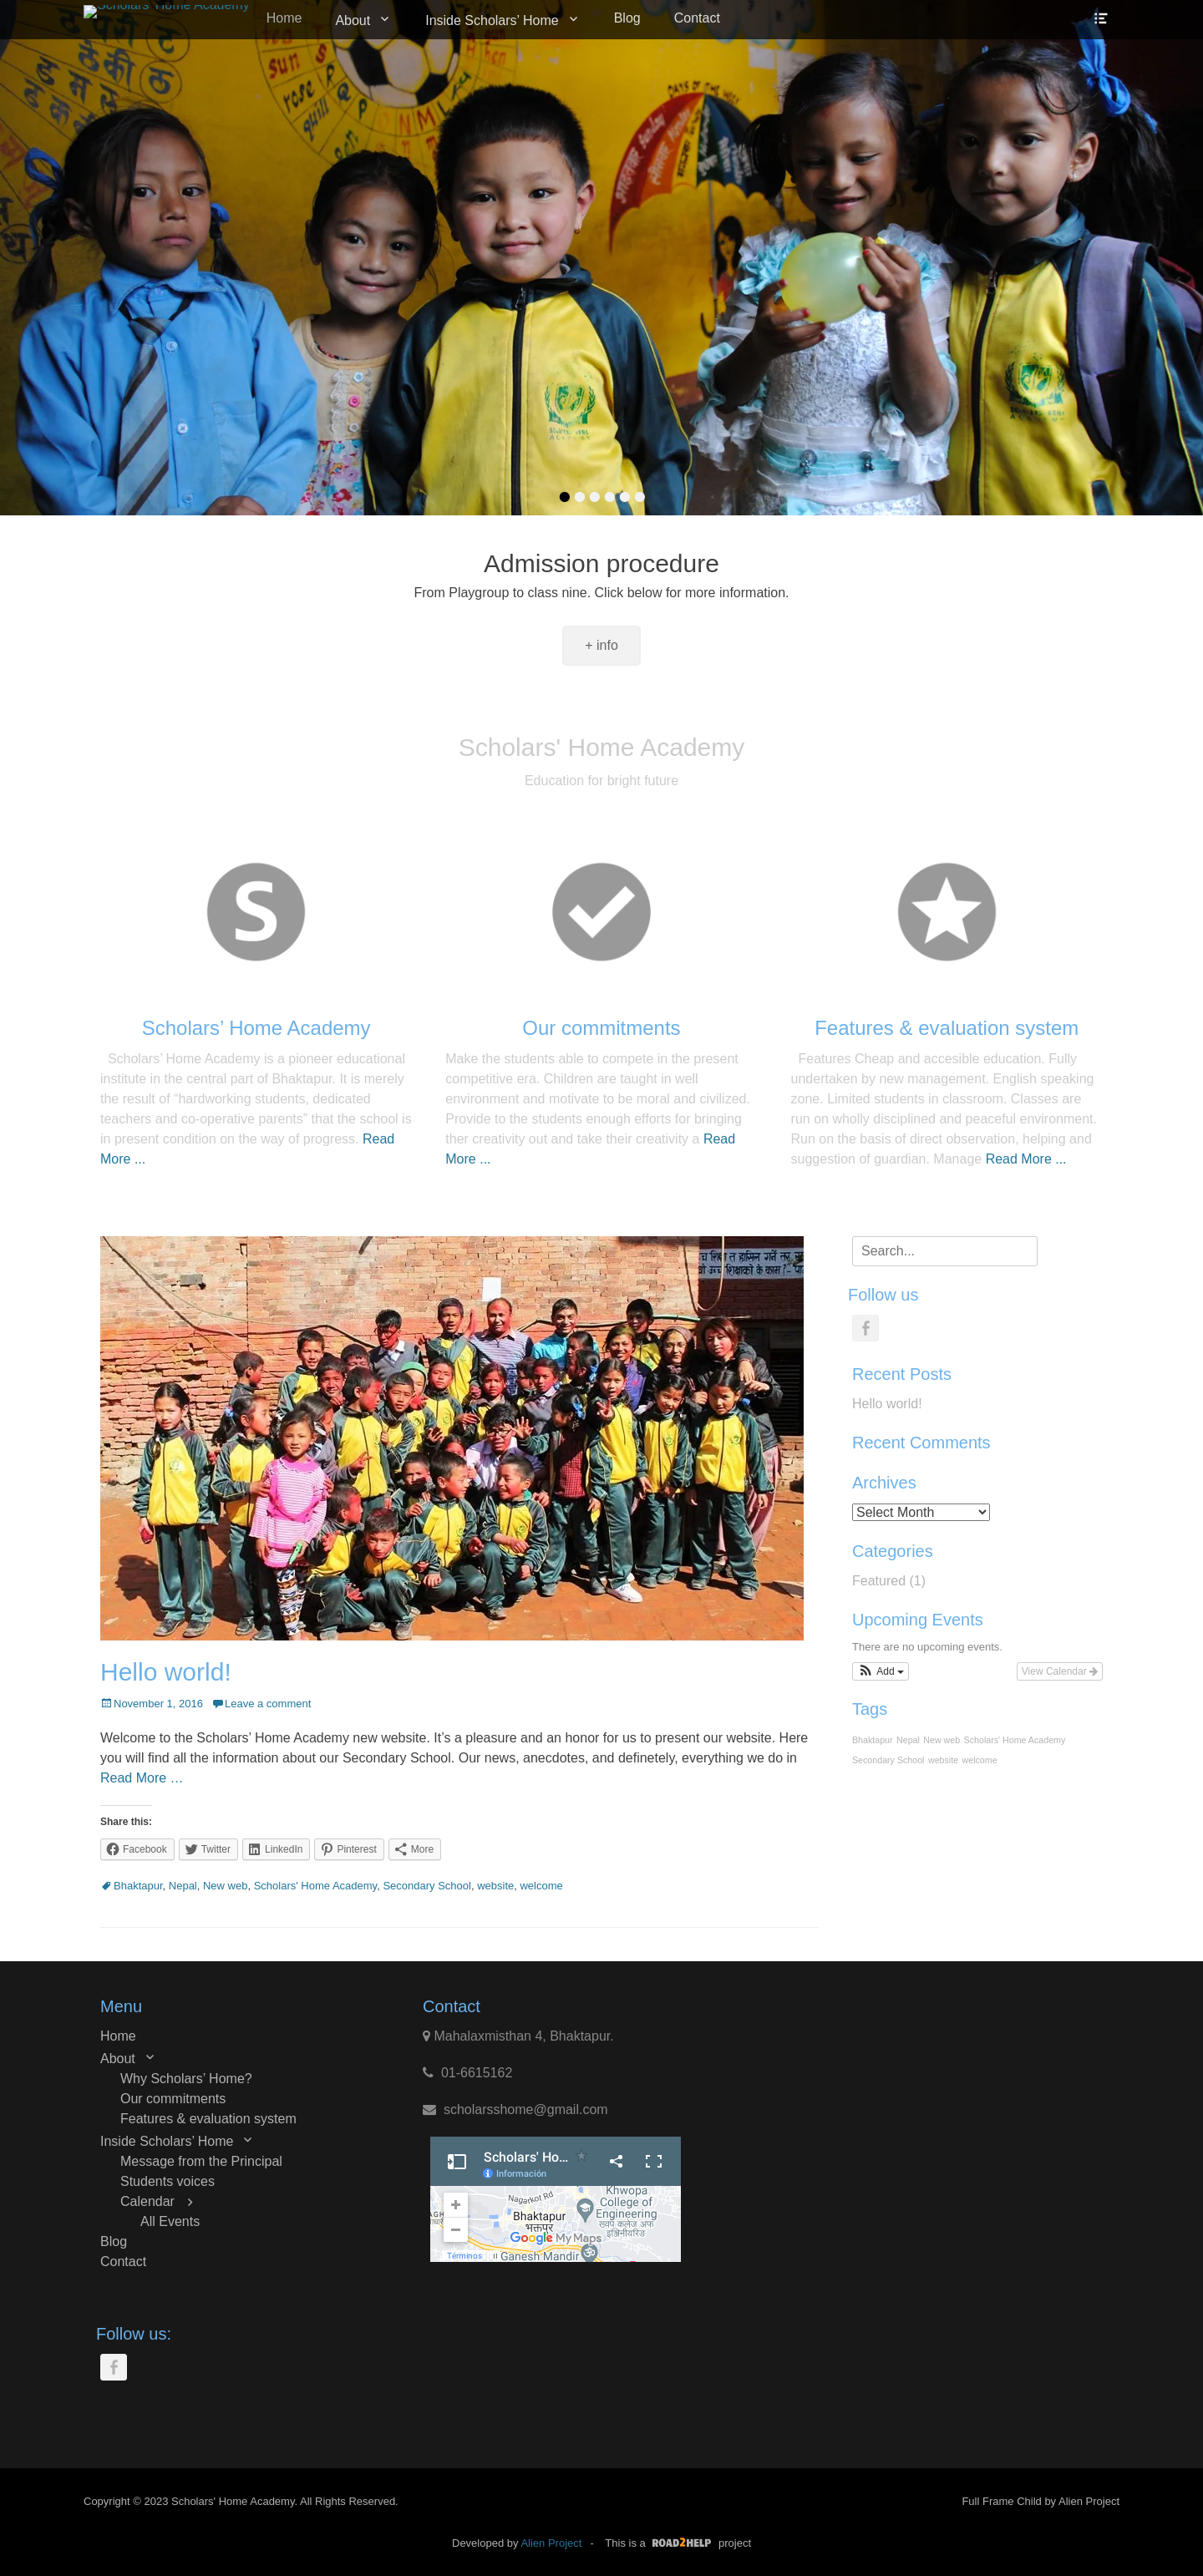 Scholars' Home Academy
Home
About
Inside Scholars’ Home
Blog
Contact
Admission procedure
From Playgroup to class nine. Click below for more information.
+ info
Scholars' Home Academy
Education for bright future
S
Scholars’ Home Academy
Scholars’ Home Academy is a pioneer educational
institute in the central part of Bhaktapur. It is merely
the result of “hardworking students, dedicated
teachers and co-operative parents” that the school is
in present condition on the way of progress. Read
More ...
Our commitments
Make the students able to compete in the present
competitive era. Children are taught in well
environment and motivate to be moral and civilized.
Provide to the students enough efforts for bringing
ther creativity out and take their creativity a Read
More ...
Features & evaluation system
Features Cheap and accesible education. Fully
undertaken by new management. English speaking
zone. Limited students in classroom. Classes are
run on wholly disciplined and peaceful environment.
Run on the basis of direct observation, helping and
suggestion of guardian. Manage Read More ...
Hello world!
November 1, 2016 Leave a comment
Welcome to the Scholars’ Home Academy new website. It’s a pleasure and an honor for us to present our website. Here
you will find all the information about our Secondary School. Our news, anecdotes, and definetely, everything we do in
Read More …
Share this:
Facebook
Twitter
LinkedIn
Pinterest
More
Bhaktapur, Nepal, New web, Scholars' Home Academy, Secondary School, website, welcome
Search...
Follow us
Recent Posts
Hello world!
Recent Comments
Archives
Select Month
Categories
Featured (1)
Upcoming Events
There are no upcoming events.
Add
View Calendar
Tags
Bhaktapur Nepal New web Scholars' Home Academy
Secondary School website welcome
Menu
Home
About
Why Scholars’ Home?
Our commitments
Features & evaluation system
Inside Scholars’ Home
Message from the Principal
Students voices
Calendar
All Events
Blog
Contact
Contact
Mahalaxmisthan 4, Bhaktapur.
01-6615162
scholarsshome@gmail.com
Scholars' Ho...
Información
Nagarkot Rd
Khwopa
College of
Engineering
Bhaktapur
भक्तपुर
Google My Maps
Términos
Ganesh Mandir
Follow us:
Copyright © 2023 Scholars' Home Academy. All Rights Reserved.
Full Frame Child by Alien Project
Developed by Alien Project - This is a ROAD2HELP project